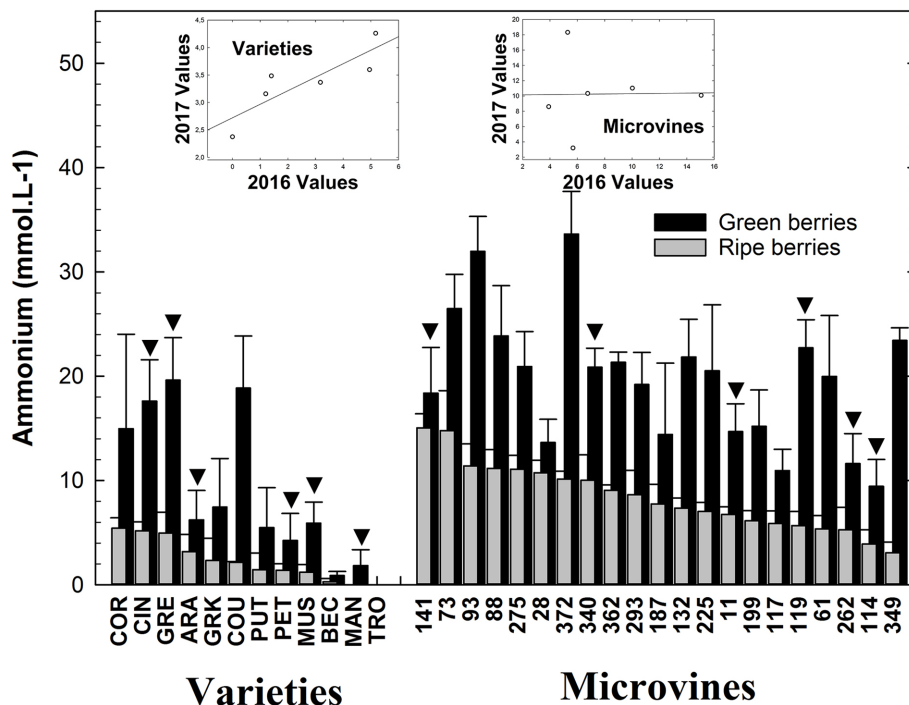 Ammonium (mmol.L-1)
50
40
30
20
10
0
2017 Values
4,5
4,0
3,5
3,0
2,5
2,0
Varieties
0 1 2 3 4 5 6
2016 Values
2017 Values
20
18
16
14
12
10
8
6
4
2
Microvines
2 4 6 8 10 12 14 16
2016 Values
Green berries
Ripe berries
COR CIN GRE ARA GRK COU PUT PET MUS BEC MAN TRO
141 73 93 88 275 28 372 340 362 293 187 132 225 11 199 117 119 61 262 114 349
Varieties Microvines